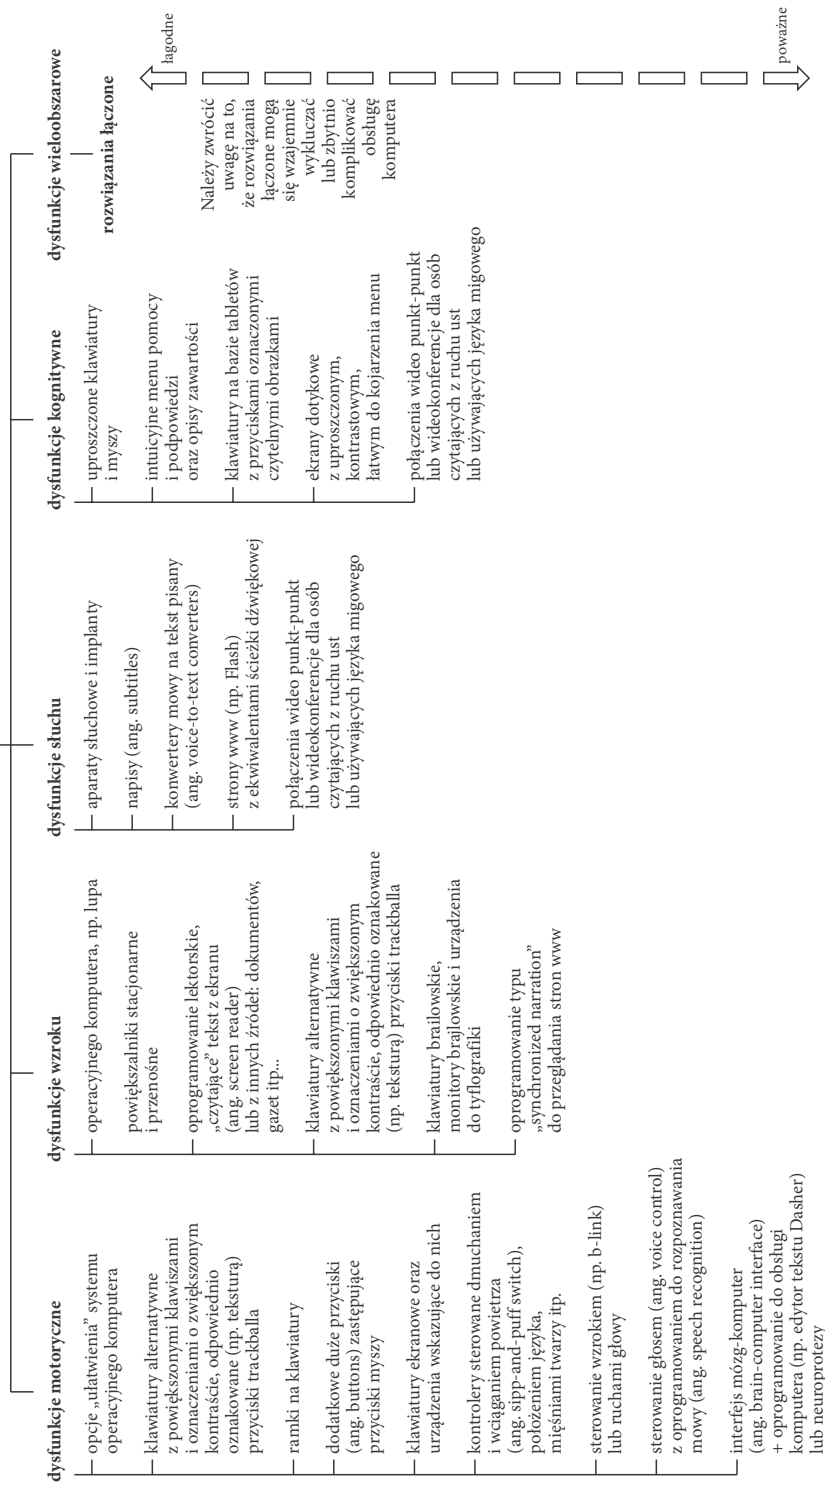 dysfunkcje motoryczne
opcje „ułatwienia” systemu
operacyjnego komputera
klawiatury alternatywne
z powiększonymi klawiszami
i oznaczeniami o zwiększonym
kontraście, odpowiednio
oznakowane (np. teksturą)
przyciski trackballa
ramki na klawiatury
dodatkowe duże przyciski
(ang. buttons) zastępujące
przyciski myszy
klawiatury ekranowe oraz
urządzenia wskazujące do nich
kontrolery sterowane dmuchaniem
i wciąganiem powietrza
(ang. sipp-and-puff switch),
położeniem języka,
mięśniami twarzy itp.
sterowanie wzrokiem (np. b-link)
lub ruchami głowy
sterowanie głosem (ang. voice control)
z oprogramowaniem do rozpoznawania
mowy (ang. speech recognition)
interfejs mózg-komputer
(ang. brain-computer interface)
+ oprogramowanie do obsługi
komputera (np. edytor tekstu Dasher)
lub neuroprotezy
dysfunkcje wzroku
operacyjnego komputera, np. lupa
powiększalniki stacjonarne
i przenośne
oprogramowanie lektorskie,
„czytające” tekst z ekranu
(ang. screen reader)
lub z innych źródeł: dokumentów,
gazet itp...
klawiatury alternatywne
z powiększonymi klawiszami
i oznaczeniami o zwiększonym
kontraście, odpowiednio oznakowane
(np. teksturą) przyciski trackballa
klawiatury brailowskie,
monitory brajlowskie i urządzenia
do tyflografiki
oprogramowanie typu
„synchronized narration”
do przeglądania stron www
dysfunkcje słuchu
aparaty słuchowe i implanty
napisy (ang. subtitles)
konwertery mowy na tekst pisany
(ang. voice-to-text converters)
strony www (np. Flash)
z ekwiwalentami ścieżki dźwiękowej
połączenia wideo punkt-punkt
lub wideokonferencje dla osób
czytających z ruchu ust
lub używających języka migowego
dysfunkcje kognitywne
uproszczone klawiatury
i myszy
intuicyjne menu pomocy
i podpowiedzi
oraz opisy zawartości
klawiatury na bazie tabletów
z przyciskami oznaczonymi
czytelnymi obrazkami
ekrany dotykowe
z uproszczonym,
kontrastowym,
łatwym do kojarzenia menu
połączenia wideo punkt-punkt
lub wideokonferencje dla osób
czytających z ruchu ust
lub używających języka migowego
dysfunkcje wieloobszarowe
rozwiązania łączone
Należy zwrócić
uwagę na to,
że rozwiązania
łączone mogą
się wzajemnie
wykluczać
lub zbytnio
komplikować
obsługę
komputera
łagodne
poważne